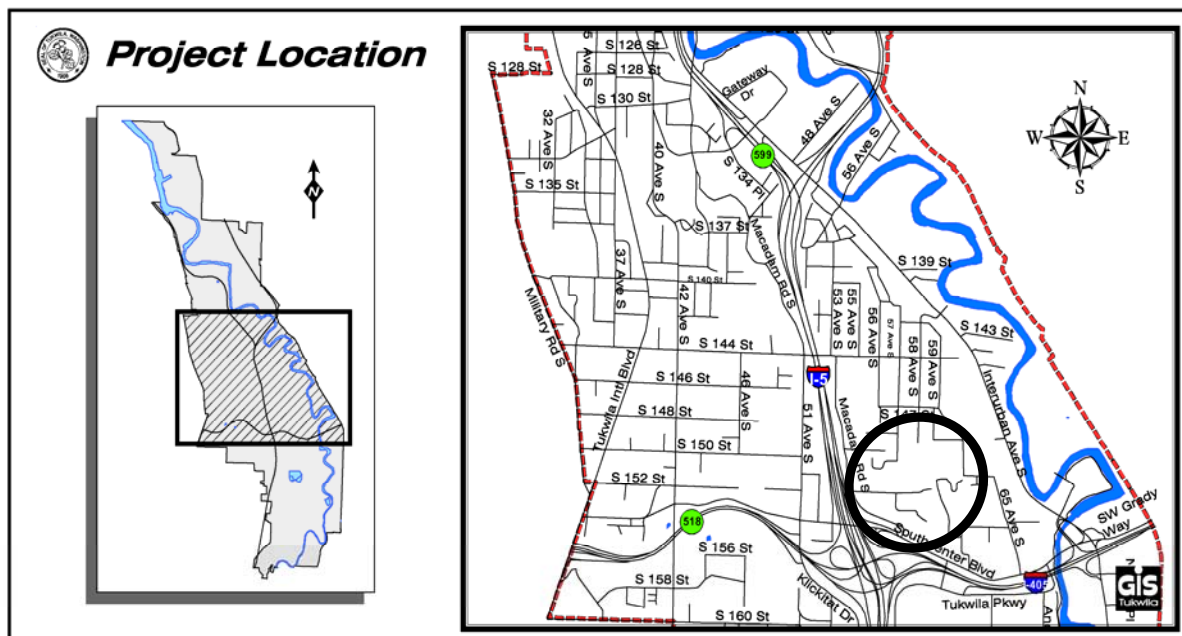 Project Location
N
S 126 St
S 128 St
S 128 St
S 130 St
Gateway Dr
32 Ave S
40 Ave S
48 Ave S
56 Ave S
599
S 134 Pl
S 135 St
S 137 St
Macadam Rd S
S 139 St
37 Ave S
S 140 St
42 Ave S
Military Rd S
53 Ave S
55 Ave S
56 Ave S
57 Ave S
58 Ave S
59 Ave S
S 143 St
S 144 St
Tukwila Intl Blvd
46 Ave S
S 146 St
I-5
Interurban Ave S
S 148 St
51 Ave S
Macadam Rd S
S 150 St
S 152 St
65 Ave S
SW Grady Way
518
Southcenter Blvd
S 156 St
S 158 St
Klickitat Dr
I-405
Tukwila Pkwy
S 160 St
N
W
E
S
GIS
Tukwila